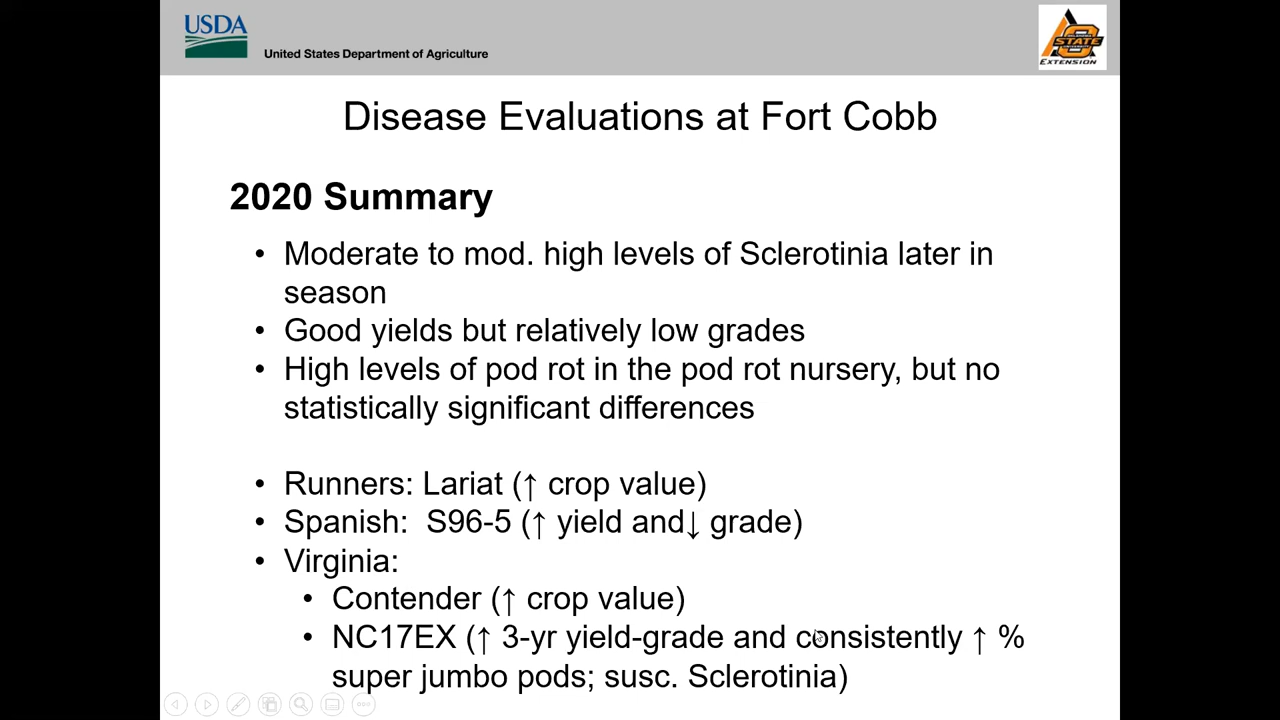 USDA
United States Department of Agriculture
STATE
EXTENSION
Disease Evaluations at Fort Cobb
2020 Summary
• Moderate to mod. high levels of Sclerotinia later in
season
• Good yields but relatively low grades
• High levels of pod rot in the pod rot nursery, but no
statistically significant differences
• Runners: Lariat (↑ crop value)
• Spanish:  S96-5 (↑ yield and↓ grade)
• Virginia:
• Contender (↑ crop value)
• NC17EX (↑ 3-yr yield-grade and consistently ↑ %
super jumbo pods; susc. Sclerotinia)